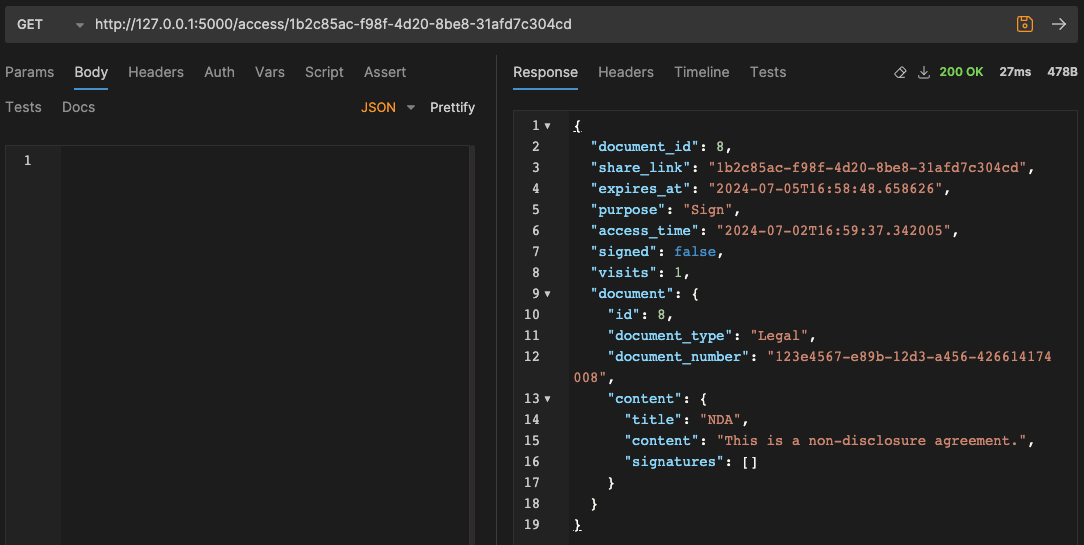 GET http://127.0.0.1:5000/access/1b2c85ac-f98f-4d20-8be8-31afd7c304cd
Params Body Headers Auth Vars Script Assert
Tests Docs JSON Prettify
1
Response Headers Timeline Tests 200 OK 27ms 478B
1 {
2 "document_id": 8,
3 "share_link": "1b2c85ac-f98f-4d20-8be8-31afd7c304cd",
4 "expires_at": "2024-07-05T16:58:48.658626",
5 "purpose": "Sign",
6 "access_time": "2024-07-02T16:59:37.342005",
7 "signed": false,
8 "visits": 1,
9 "document": {
10 "id": 8,
11 "document_type": "Legal",
12 "document_number": "123e4567-e89b-12d3-a456-426614174
008",
13 "content": {
14 "title": "NDA",
15 "content": "This is a non-disclosure agreement.",
16 "signatures": []
17 }
18 }
19 }